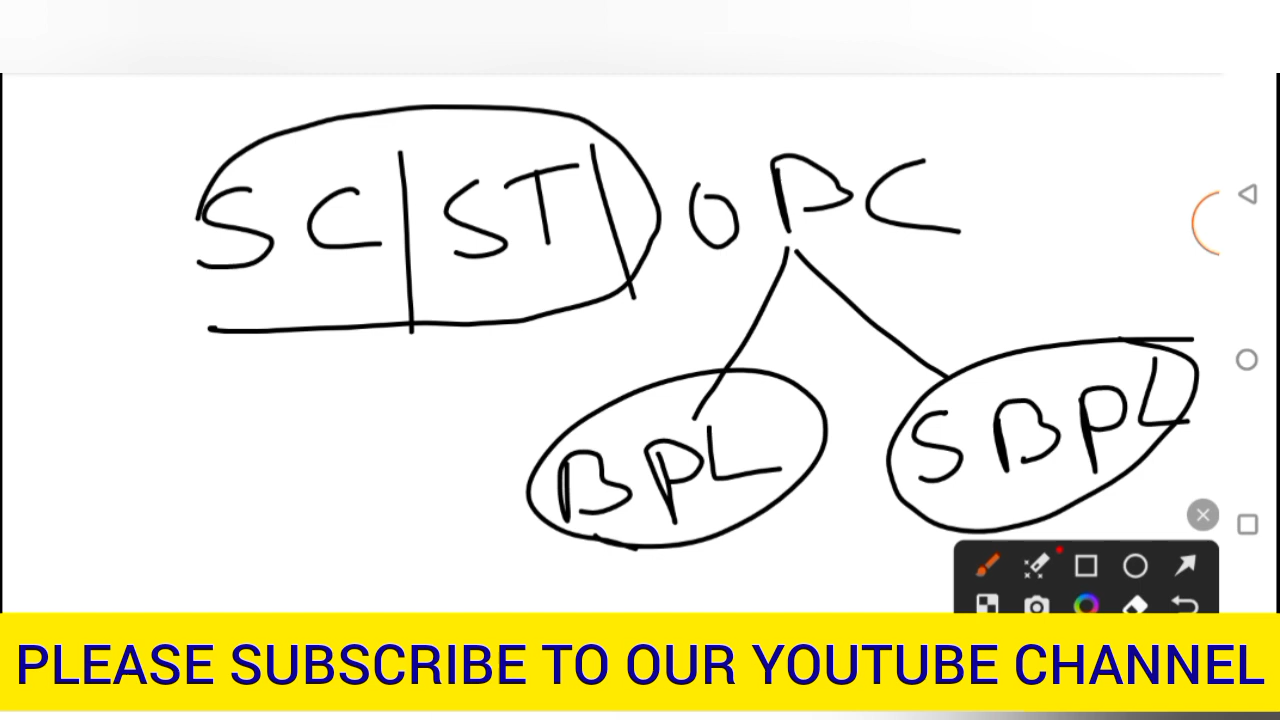 SC|ST| OBC
BPL
SBPL
PLEASE SUBSCRIBE TO OUR YOUTUBE CHANNEL